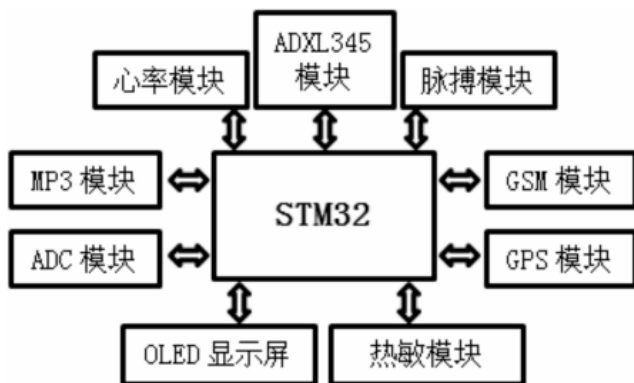 ADXL345
模块
心率模块
脉搏模块
MP3 模块
GSM 模块
STM32
ADC 模块
GPS 模块
OLED 显示屏
热敏模块